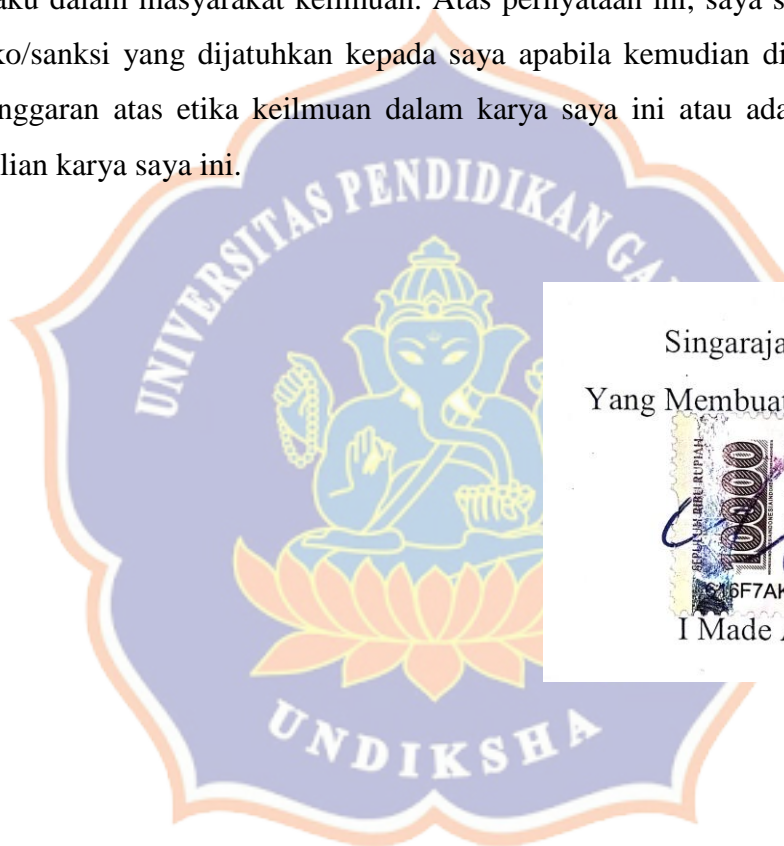 aku dalam masyarakat keilmuan. Atas pernyataan ini, saya s
ko/sanksi yang dijatuhkan kepada saya apabila kemudian di
nggaran atas etika keilmuan dalam karya saya ini atau ada
lian karya saya ini.
UNIVERSITAS PENDIDIKAN GA
Singaraja
Yang Membuat
SEPULUH RIBU RUPIAH
10000
616F7AK
I Made
UNDIKSHA